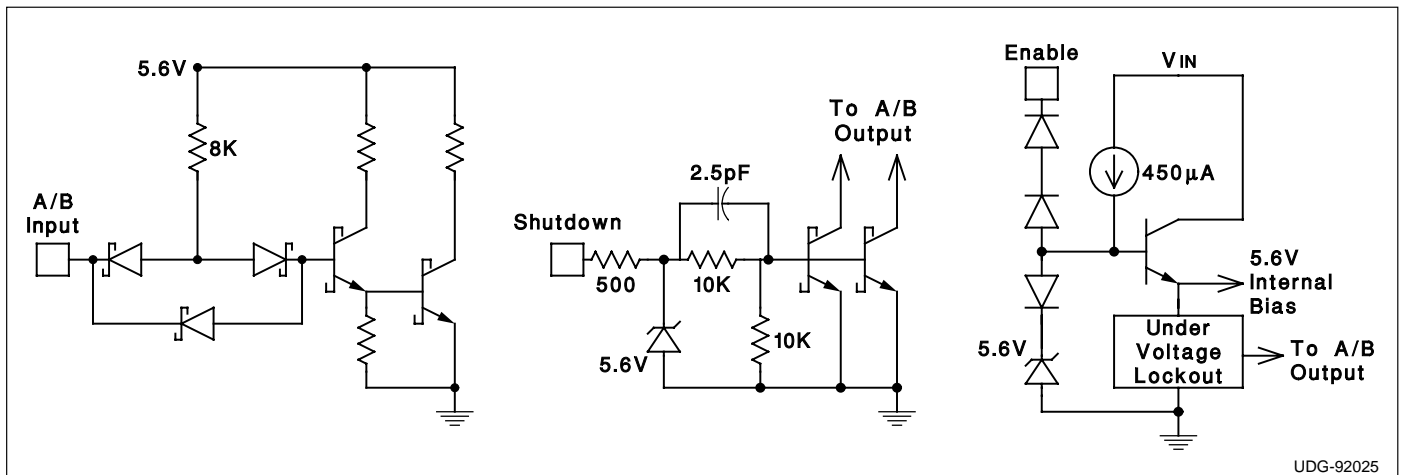 5.6V
8K
A/B
Input
Shutdown
500
2.5pF
10K
10K
5.6V
To A/B
Output
Enable
VIN
450µA
5.6V
Internal
Bias
5.6V
Under
Voltage
Lockout
To A/B
Output
UDG-92025